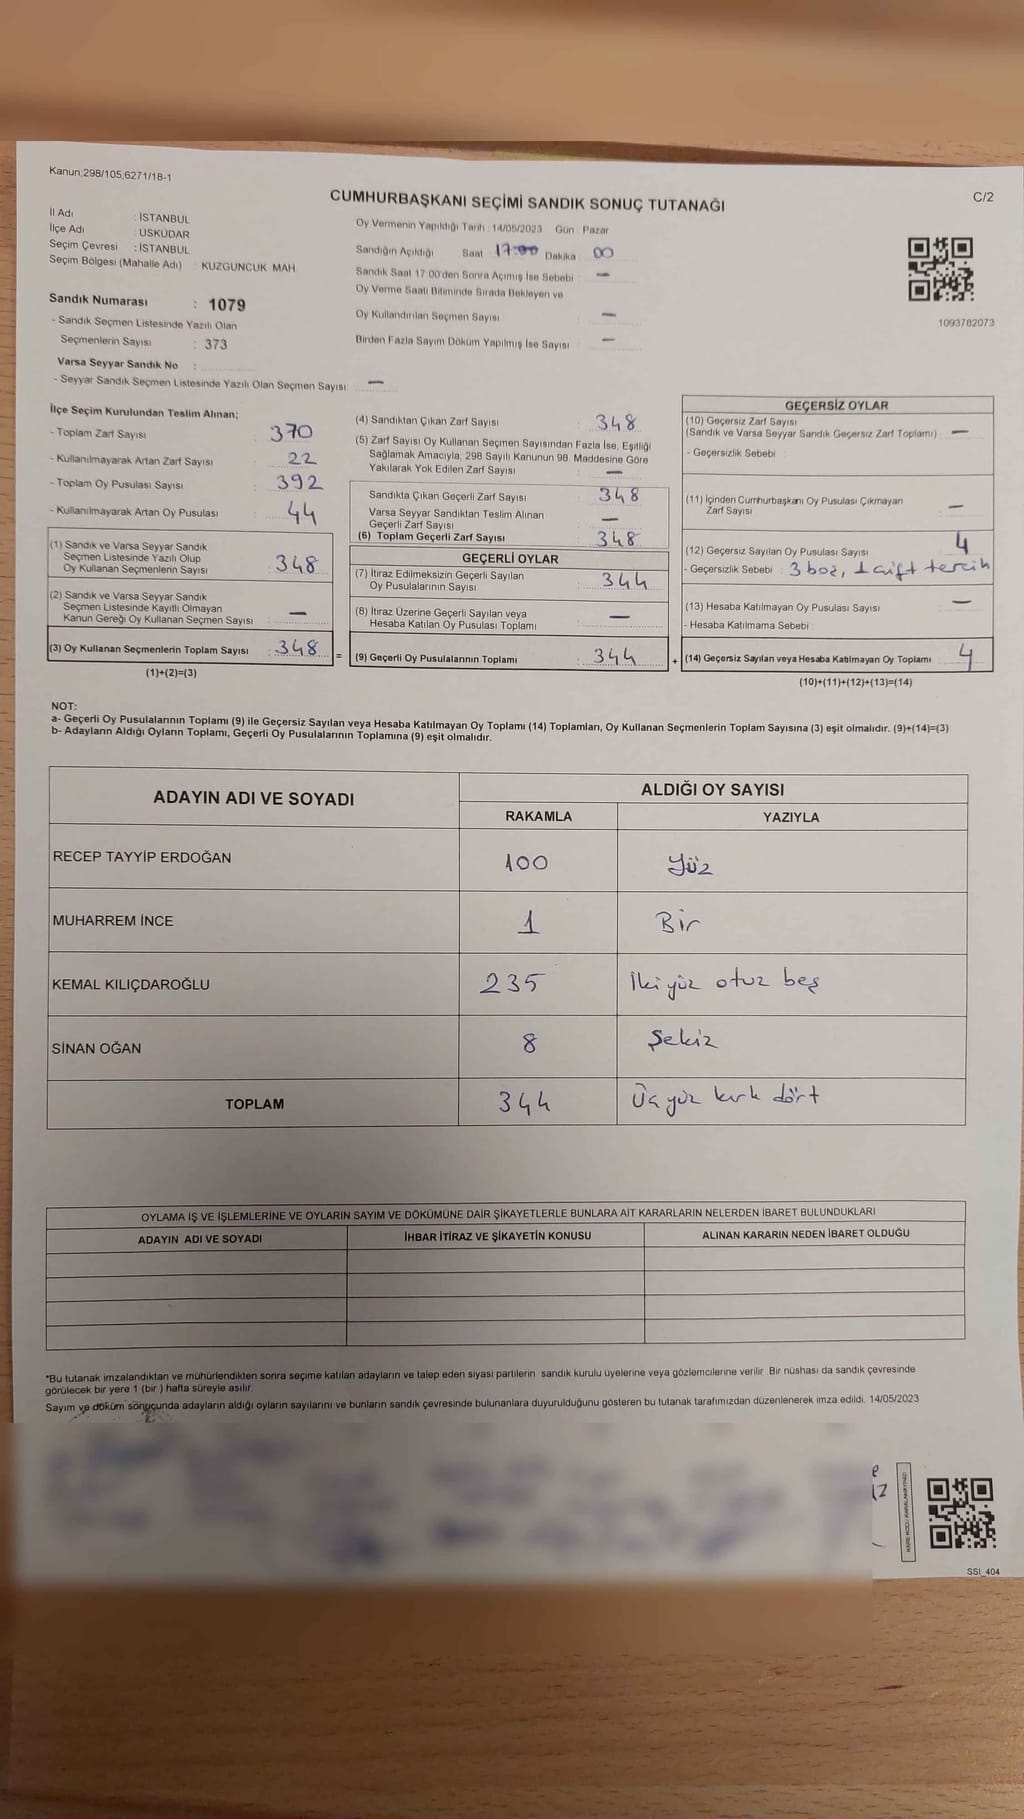 Kanun;298/105,6271/18-1
CUMHURBAŞKANI SEÇİMİ SANDIK SONUÇ TUTANAĞI
C/2
İl Adı : İSTANBUL
İlçe Adı : ÜSKÜDAR
Seçim Çevresi : İSTANBUL
Seçim Bölgesi (Mahalle Adı) : KUZGUNCUK MAH
Sandık Numarası : 1079
- Sandık Seçmen Listesinde Yazılı Olan
Seçmenlerin Sayısı : 373
Varsa Seyyar Sandık No :
- Seyyar Sandık Seçmen Listesinde Yazılı Olan Seçmen Sayısı: —
Oy Vermenin Yapıldığı Tarih : 14/05/2023 Gün : Pazar
Sandığın Açıldığı Saat : 17:00 Dakika 00
Sandık Saat 17:00'den Sonra Açımış İse Sebebi : —
Oy Verme Saati Bitiminde Sırada Bekleyen ve
Oy Kullandırılan Seçmen Sayısı : —
Birden Fazla Sayım Döküm Yapılmış İse Sayısı : —
1093762073
İlçe Seçim Kurulundan Teslim Alınan;
- Toplam Zarf Sayısı : 370
- Kullanılmayarak Artan Zarf Sayısı : 22
- Toplam Oy Pusulası Sayısı : 392
- Kullanılmayarak Artan Oy Pusulası : 44
(1) Sandık ve Varsa Seyyar Sandık
Seçmen Listesinde Yazılı Olup
Oy Kullanan Seçmenlerin Sayısı : 348
(2) Sandık ve Varsa Seyyar Sandık
Seçmen Listesinde Kayıtlı Olmayan
Kanun Gereği Oy Kullanan Seçmen Sayısı : —
(3) Oy Kullanan Seçmenlerin Toplam Sayısı : 348
(1)+(2)=(3)
(4) Sandıktan Çıkan Zarf Sayısı : 348
(5) Zarf Sayısı Oy Kullanan Seçmen Sayısından Fazla İse, Eşitliği
Sağlamak Amacıyla, 298 Sayılı Kanunun 98. Maddesine Göre
Yakılarak Yok Edilen Zarf Sayısı : —
Sandıkta Çıkan Geçerli Zarf Sayısı : 348
Varsa Seyyar Sandıktan Teslim Alınan
Geçerli Zarf Sayısı : —
(6) Toplam Geçerli Zarf Sayısı : 348
GEÇERLİ OYLAR
(7) İtiraz Edilmeksizin Geçerli Sayılan
Oy Pusulalarının Sayısı : 344
(8) İtiraz Üzerine Geçerli Sayılan veya
Hesaba Katılan Oy Pusulası Toplamı : —
= (9) Geçerli Oy Pusulalarının Toplamı : 344
GEÇERSİZ OYLAR
(10) Geçersiz Zarf Sayısı
(Sandık ve Varsa Seyyar Sandık Geçersiz Zarf Toplamı) : —
- Geçersizlik Sebebi :
(11) İçinden Cumhurbaşkanı Oy Pusulası Çıkmayan
Zarf Sayısı : —
(12) Geçersiz Sayılan Oy Pusulası Sayısı : 4
- Geçersizlik Sebebi : 3 boş, 1 çift tercih
(13) Hesaba Katılmayan Oy Pusulası Sayısı : —
- Hesaba Katılmama Sebebi :
+ (14) Geçersiz Sayılan veya Hesaba Katılmayan Oy Toplamı : 4
(10)+(11)+(12)+(13)=(14)
NOT:
a- Geçerli Oy Pusulalarının Toplamı (9) ile Geçersiz Sayılan veya Hesaba Katılmayan Oy Toplamı (14) Toplamları, Oy Kullanan Seçmenlerin Toplam Sayısına (3) eşit olmalıdır. (9)+(14)=(3)
b- Adayların Aldığı Oyların Toplamı, Geçerli Oy Pusulalarının Toplamına (9) eşit olmalıdır.
ADAYIN ADI VE SOYADI
ALDIĞI OY SAYISI
RAKAMLA YAZIYLA
RECEP TAYYİP ERDOĞAN 100 Yüz
MUHARREM İNCE 1 Bir
KEMAL KILIÇDAROĞLU 235 İkiyüz otuz beş
SİNAN OĞAN 8 Şekiz
TOPLAM 344 Üçyüz kırk dört
OYLAMA İŞ VE İŞLEMLERİNE VE OYLARIN SAYIM VE DÖKÜMÜNE DAİR ŞİKAYETLERLE BUNLARA AİT KARARLARIN NELERDEN İBARET BULUNDUKLARI
ADAYIN ADI VE SOYADI İHBAR İTİRAZ VE ŞİKAYETİN KONUSU ALINAN KARARIN NEDEN İBARET OLDUĞU
*Bu tutanak imzalandıktan ve mühürlendikten sonra seçime katılan adayların ve talep eden siyasi partilerin sandık kurulu üyelerine veya gözlemcilerine verilir. Bir nüshası da sandık çevresinde
görülecek bir yere 1 (bir ) hafta süreyle asılır.
Sayım ve döküm sonucunda adayların aldığı oyların sayılarını ve bunların sandık çevresinde bulunanlara duyurulduğunu gösteren bu tutanak tarafımızdan düzenlenerek imza edildi. 14/05/2023
KARE KODU KARALAMAYINIZ!
SSI_404